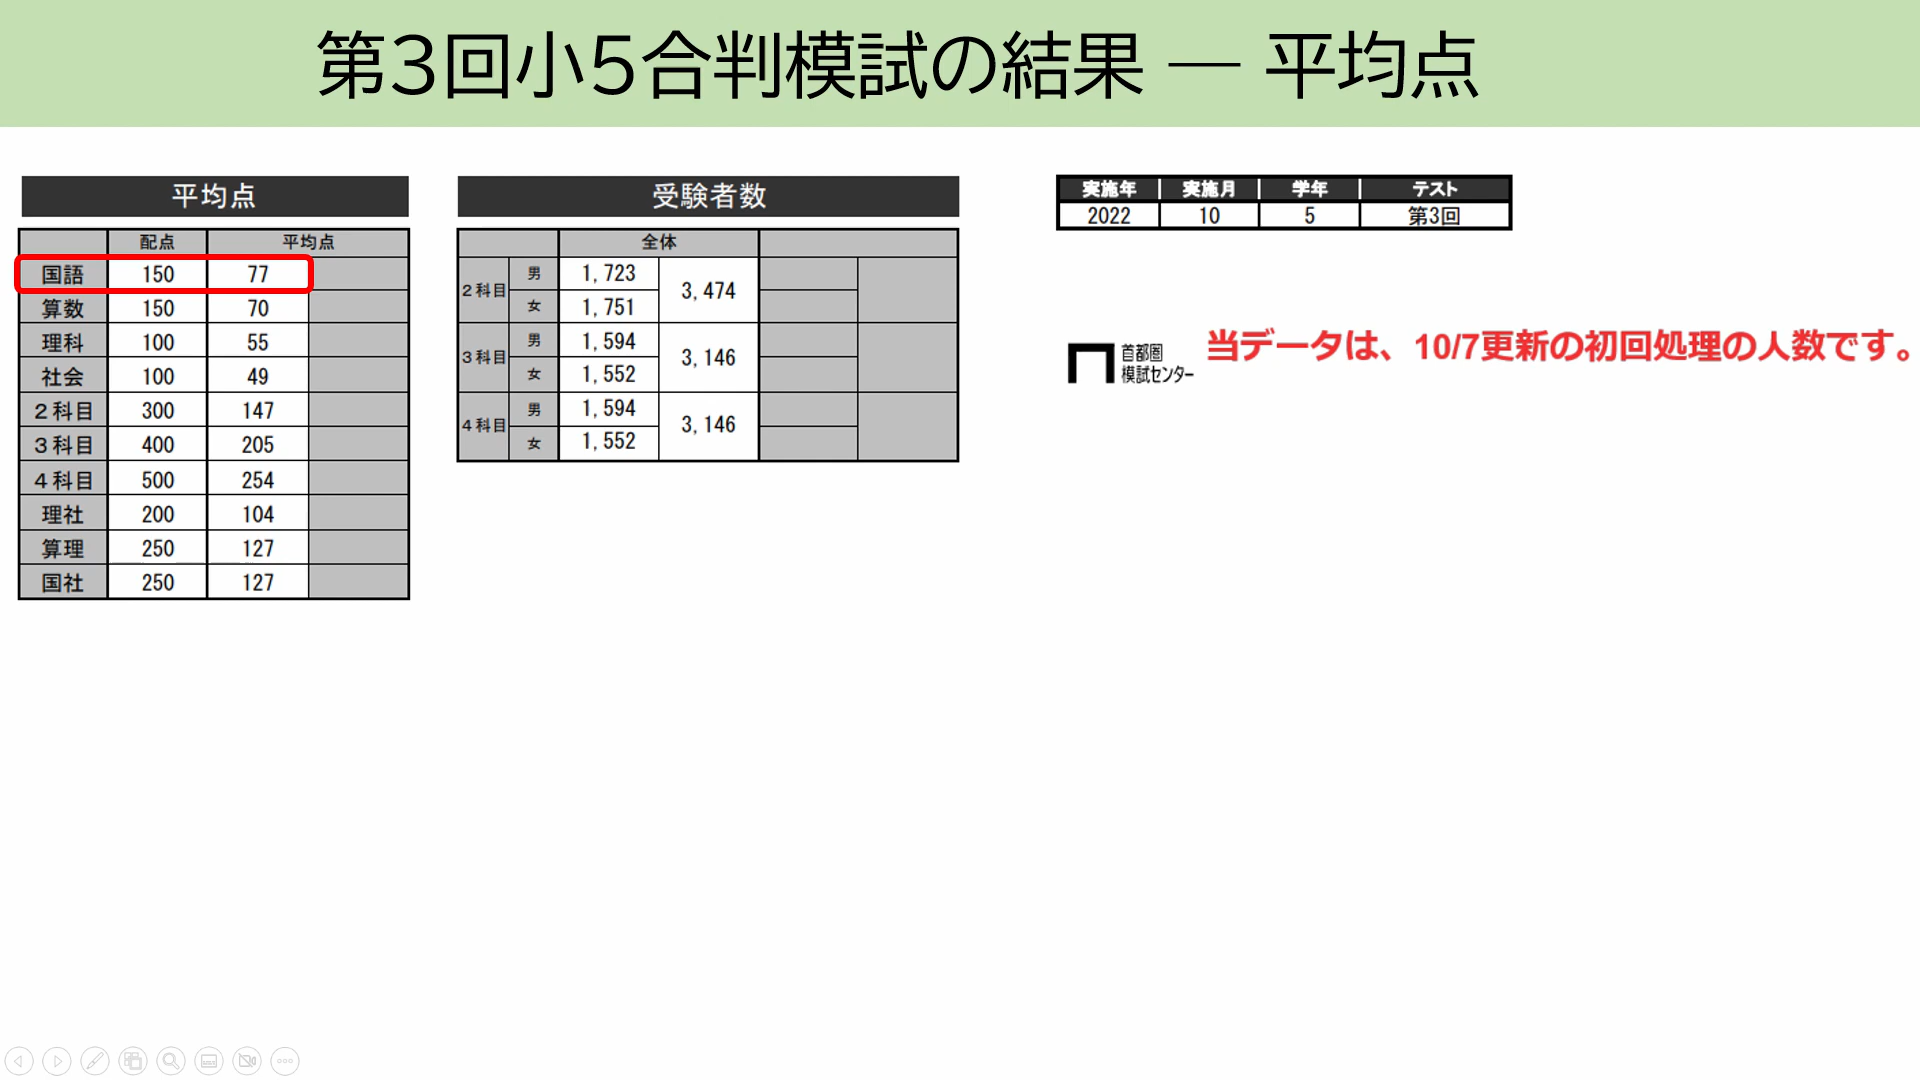 第3回小5合判模試の結果 ― 平均点
平均点
配点 平均点
国語 150 77
算数 150 70
理科 100 55
社会 100 49
2科目 300 147
3科目 400 205
4科目 500 254
理社 200 104
算理 250 127
国社 250 127
受験者数
全体
2科目 男 1,723 3,474
女 1,751
3科目 男 1,594 3,146
女 1,552
4科目 男 1,594 3,146
女 1,552
実施年 実施月 学年 テスト
2022 10 5 第3回
首都圏
模試センター
当データは、10/7更新の初回処理の人数です。